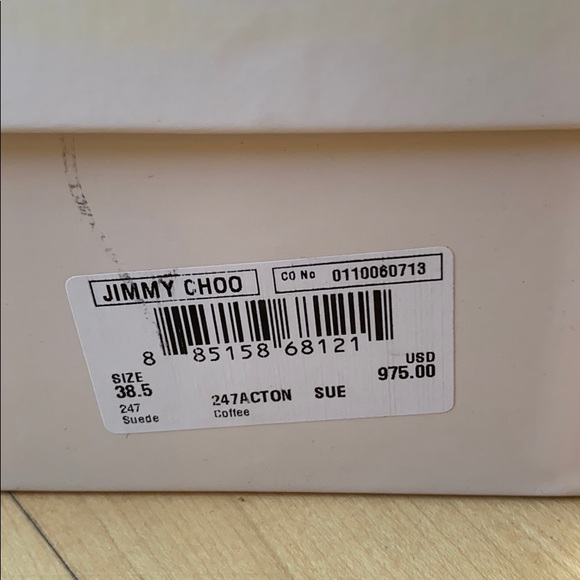 JIMMY CHOO
CO No 0110060713
8 85158 68121
SIZE
38.5
USD
975.00
247ACTON SUE
247
Suede
Coffee